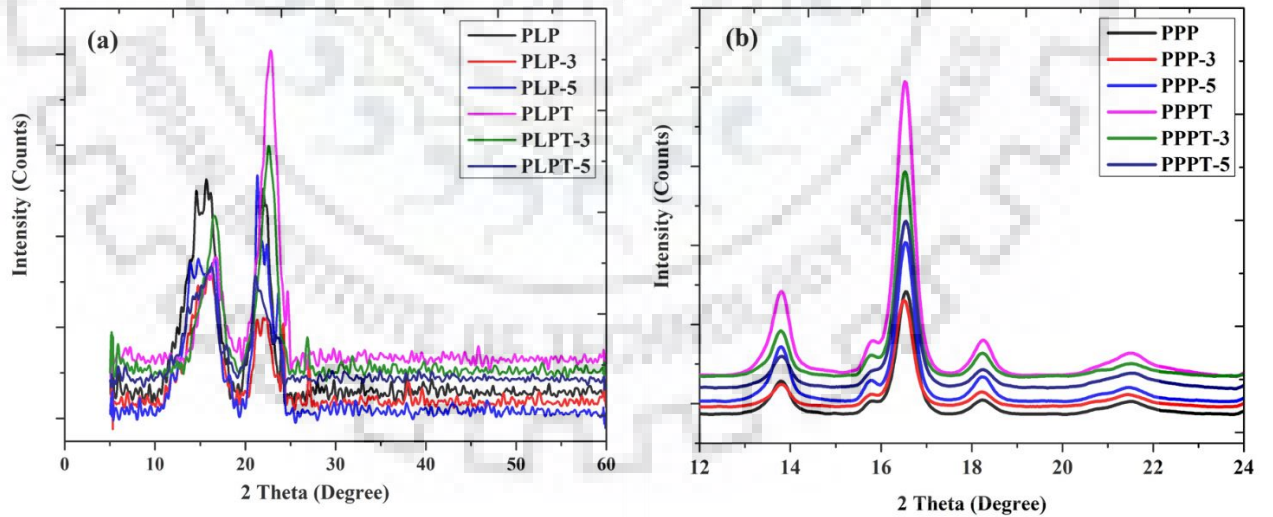 (a)
PLP
PLP-3
PLP-5
PLPT
PLPT-3
PLPT-5
Intensity (Counts)
0 10 20 30 40 50 60
2 Theta (Degree)
(b)
PPP
PPP-3
PPP-5
PPPT
PPPT-3
PPPT-5
Intensity (Counts)
12 14 16 18 20 22 24
2 Theta (Degree)